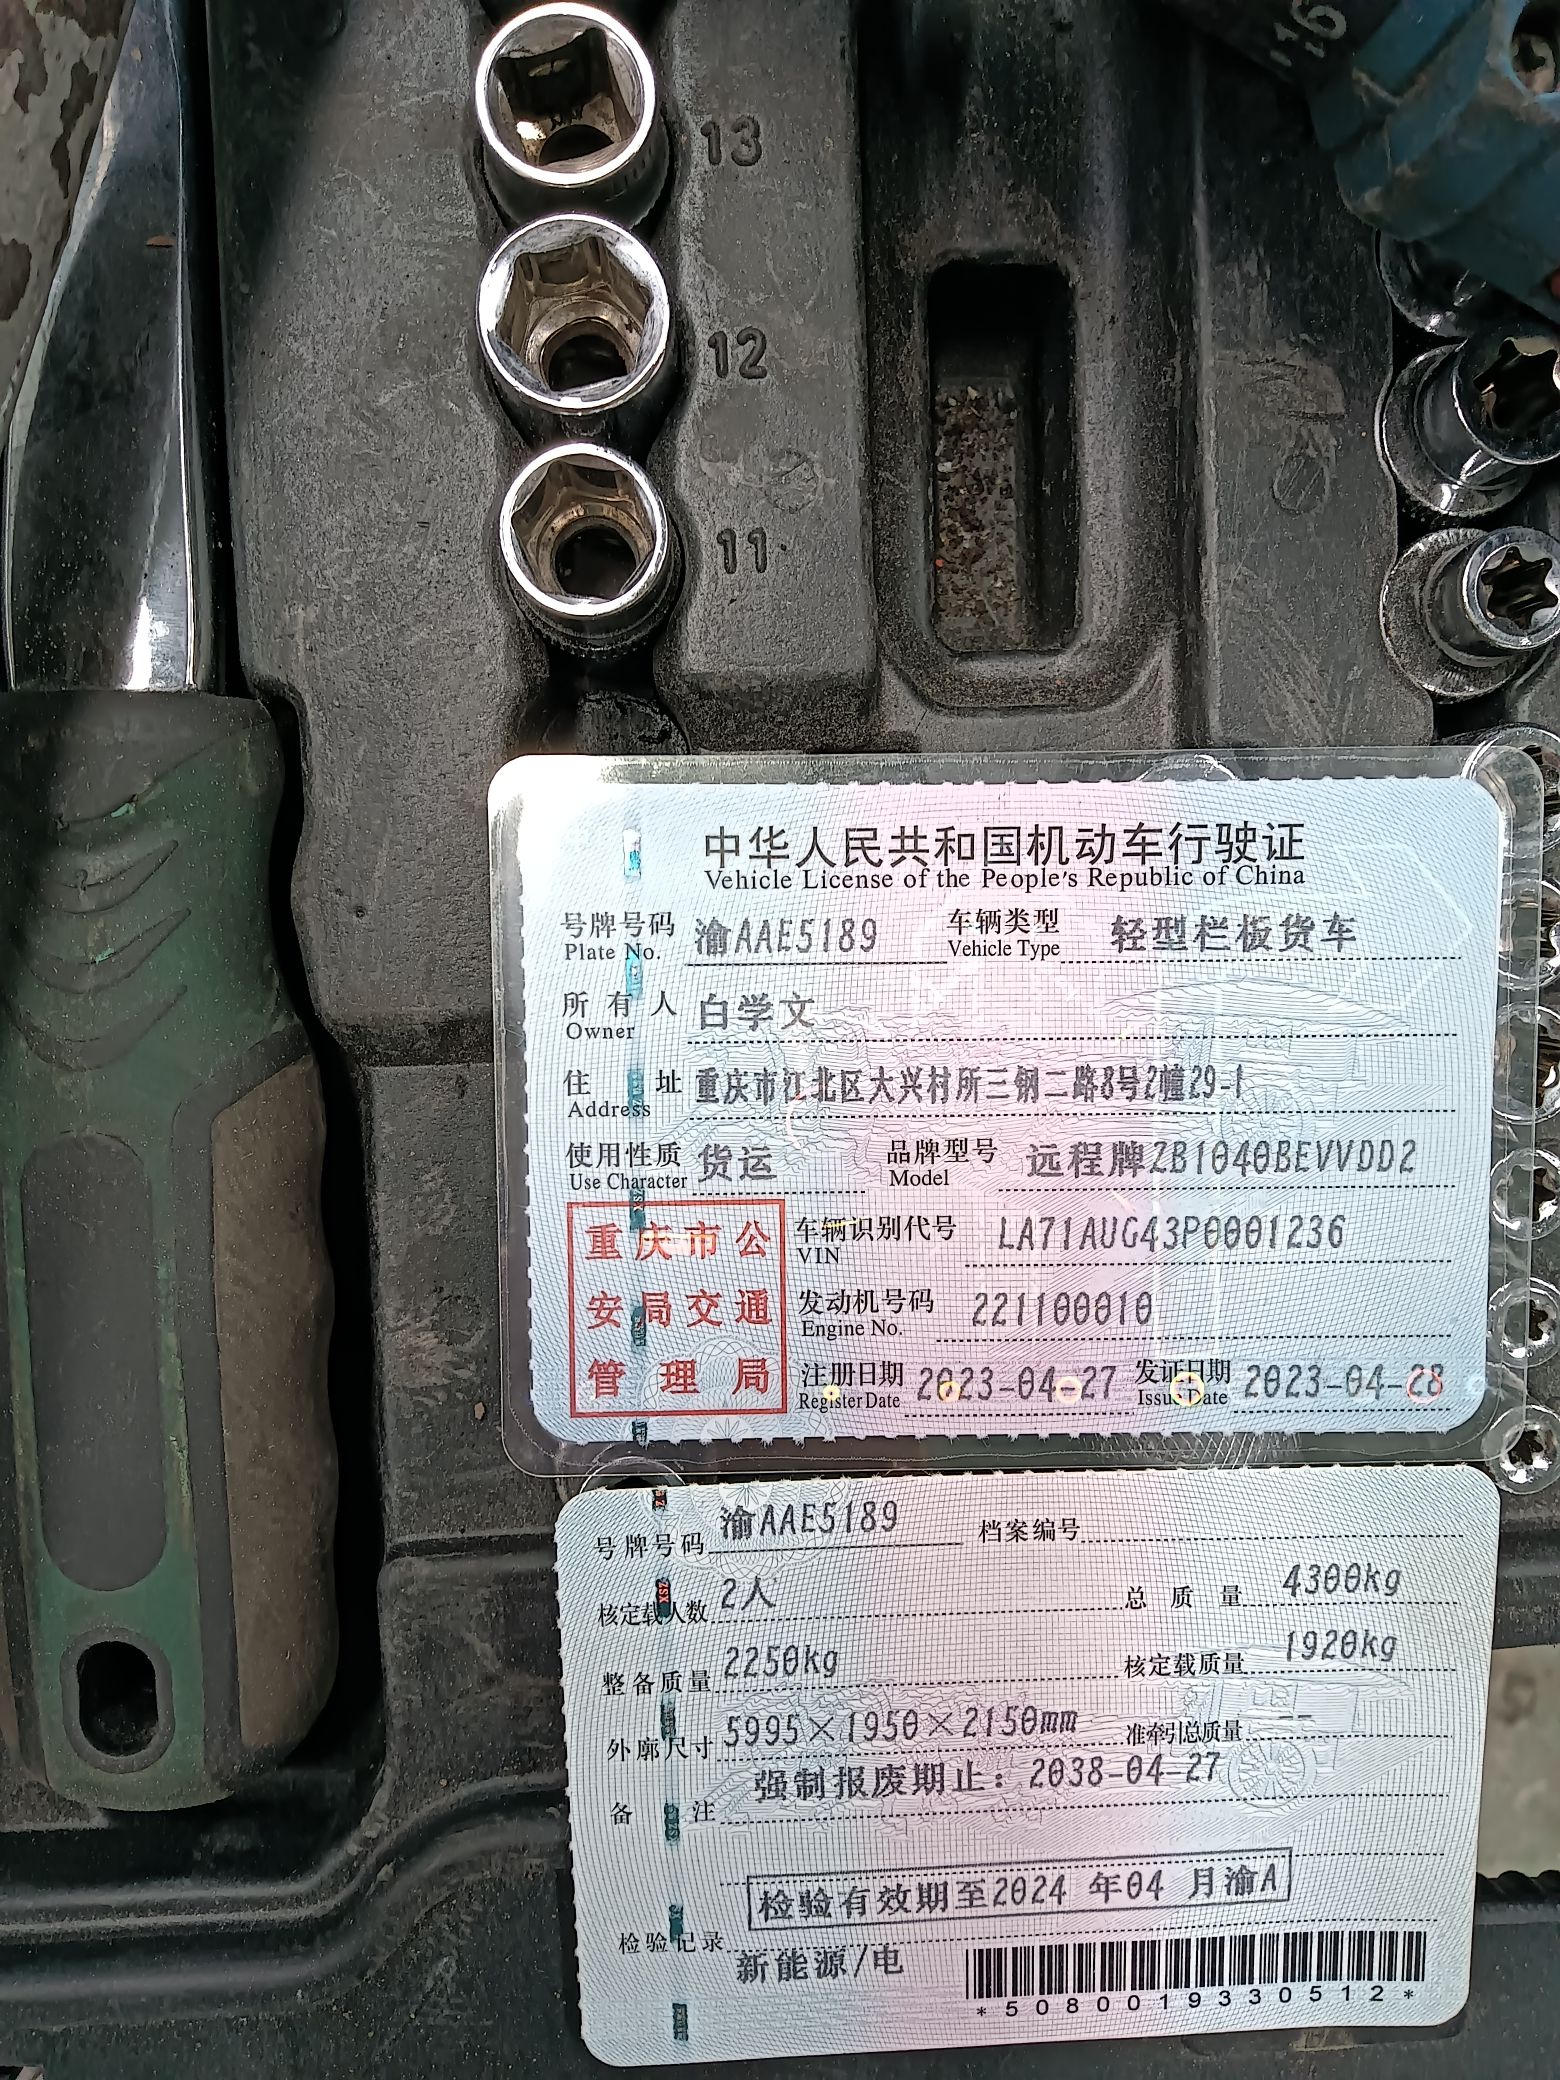 16
13
12
11
中华人民共和国机动车行驶证
Vehicle License of the People's Republic of China
号牌号码 渝AAE5189 车辆类型 轻型栏板货车
Plate No. Vehicle Type
所有人 白学文
Owner
住址 重庆市江北区大兴村所三钢二路8号2幢29-1
Address
使用性质 货运 品牌型号 远程牌ZB1040BEVVDD2
Use Character Model
重庆市公
安局交通
管理局
车辆识别代号 LA71AUG43P0001236
VIN
发动机号码 221100010
Engine No.
注册日期 2023-04-27 发证日期 2023-04-28
Register Date Issue Date
号牌号码 渝AAE5189 档案编号
核定载人数 2人 总质量 4300kg
整备质量 2250kg 核定载质量 1920kg
外廓尺寸 5995×1950×2150mm 准牵引总质量 --
备注 强制报废期止：2038-04-27
检验有效期至2024 年04 月渝A
检验记录 新能源/电
*5080019330512*